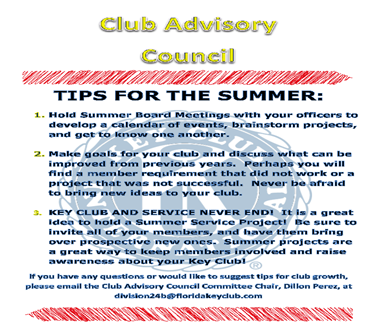 Club Advisory
Council
TIPS FOR THE SUMMER:
1. Hold Summer Board Meetings with your officers to
develop a calendar of events, brainstorm projects,
and get to know one another.
2. Make goals for your club and discuss what can be
improved from previous years.  Perhaps you will
find a member requirement that did not work or a
project that was not successful.  Never be afraid
to bring new ideas to your club.
3. KEY CLUB AND SERVICE NEVER END!  It is a great
idea to hold a Summer Service Project!  Be sure to
invite all of your members, and have them bring
over prospective new ones.  Summer projects are
a great way to keep members involved and raise
awareness about your Key Club!
If you have any questions or would like to suggest tips for club growth,
please email the Club Advisory Council Committee Chair, Dillon Perez, at
division24b@floridakeyclub.com